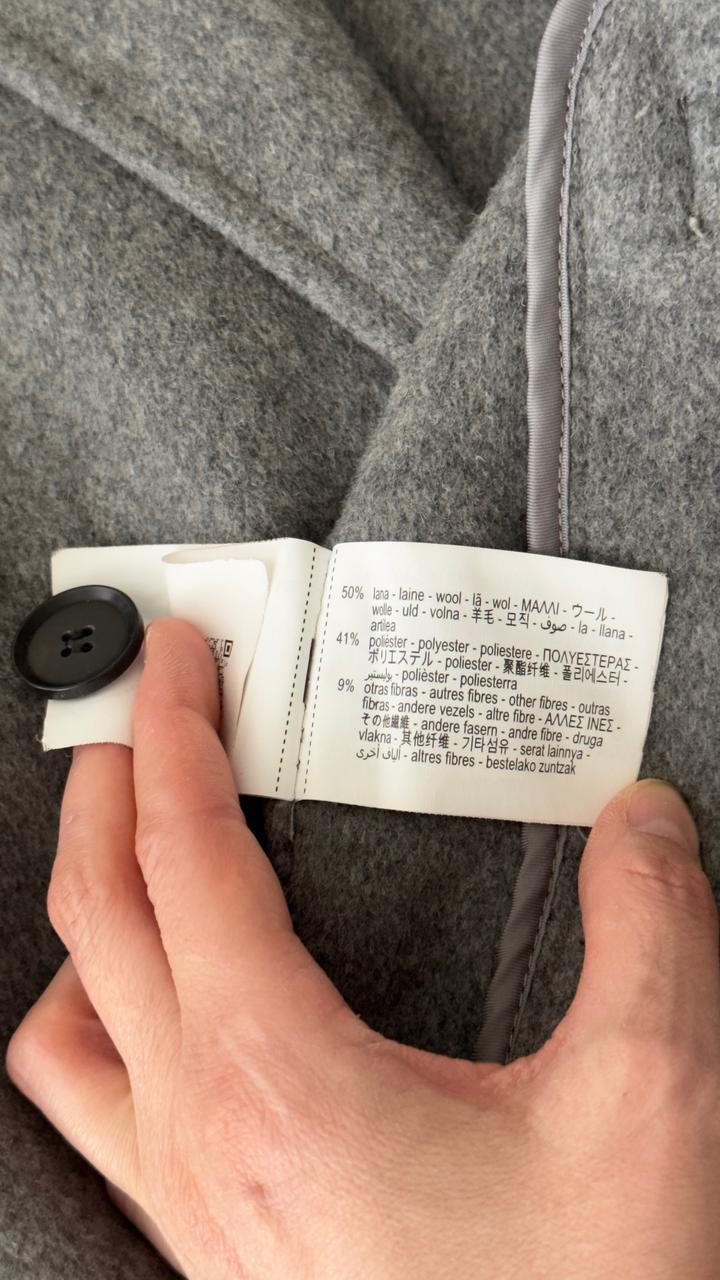 50% lana - laine - wool - lã - wol - ΜΑΛΛΙ - ウール -
wolle - uld - volna - 羊毛 - 모직 - صوف - la - llana -
artilea
41% poliéster - polyester - poliestere - ΠΟΛΥΕΣΤΕΡΑΣ -
ポリエステル - poliester - 聚酯纤维 - 폴리에스터 -
بوليستير - polièster - poliesterra
9% otras fibras - autres fibres - other fibres - outras
fibras - andere vezels - altre fibre - ΑΛΛΕΣ ΙΝΕΣ -
その他繊維 - andere fasern - andre fibre - druga
vlakna - 其他纤维 - 기타섬유 - serat lainnya -
ألياف أخرى - altres fibres - bestelako zuntzak